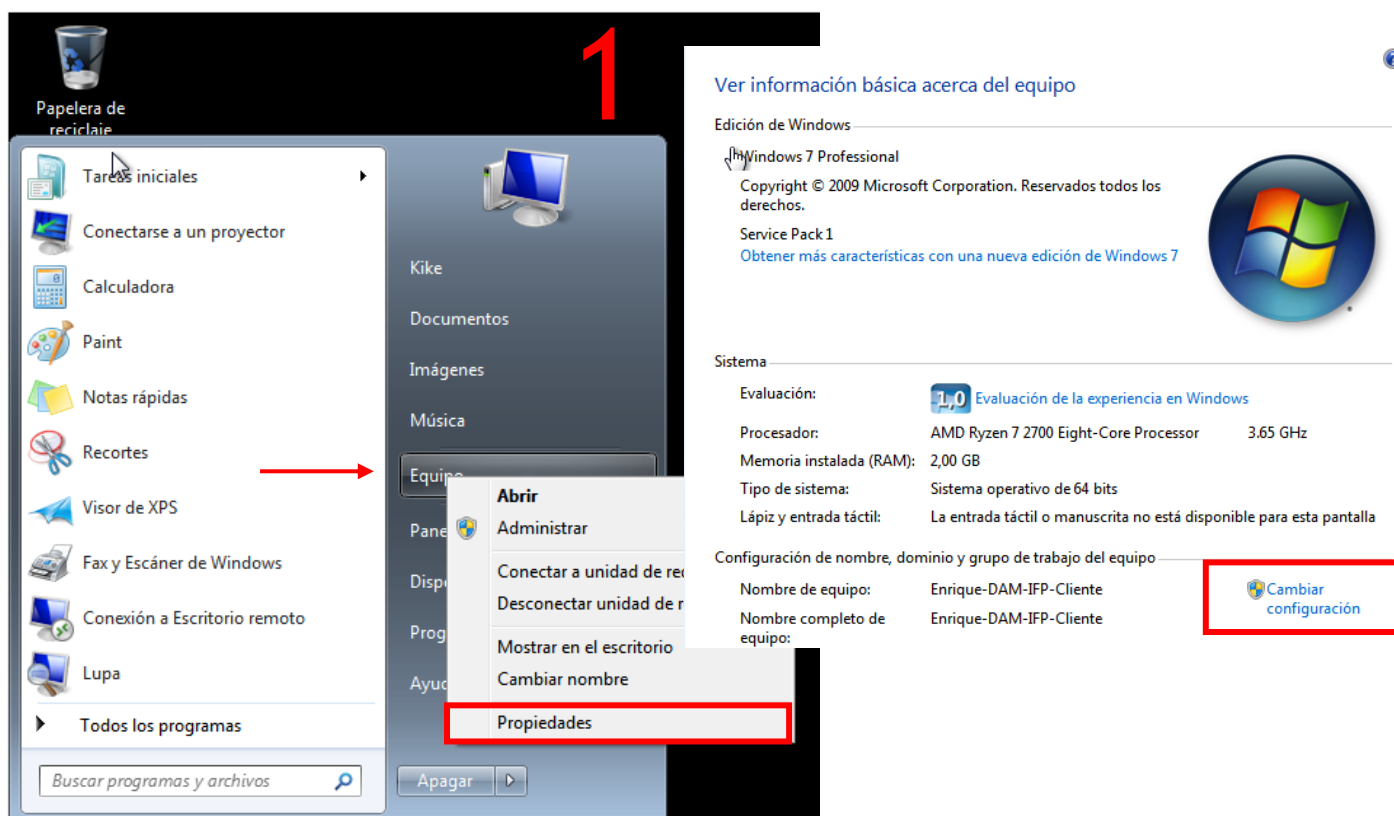 1
Papelera de
reciclaje
Tareas iniciales
Conectarse a un proyector
Calculadora
Paint
Notas rápidas
Recortes
Visor de XPS
Fax y Escáner de Windows
Conexión a Escritorio remoto
Lupa
Todos los programas
Buscar programas y archivos
Kike
Documentos
Imágenes
Música
Equipo
Pane
Disp
Prog
Ayud
Apagar
Abrir
Administrar
Conectar a unidad de red
Desconectar unidad de r
Mostrar en el escritorio
Cambiar nombre
Propiedades
Ver información básica acerca del equipo
Edición de Windows
Windows 7 Professional
Copyright © 2009 Microsoft Corporation. Reservados todos los
derechos.
Service Pack 1
Obtener más características con una nueva edición de Windows 7
Sistema
Evaluación: 1,0 Evaluación de la experiencia en Windows
Procesador: AMD Ryzen 7 2700 Eight-Core Processor 3.65 GHz
Memoria instalada (RAM): 2,00 GB
Tipo de sistema: Sistema operativo de 64 bits
Lápiz y entrada táctil: La entrada táctil o manuscrita no está disponible para esta pantalla
Configuración de nombre, dominio y grupo de trabajo del equipo
Nombre de equipo: Enrique-DAM-IFP-Cliente
Cambiar
configuración
Nombre completo de Enrique-DAM-IFP-Cliente
equipo: